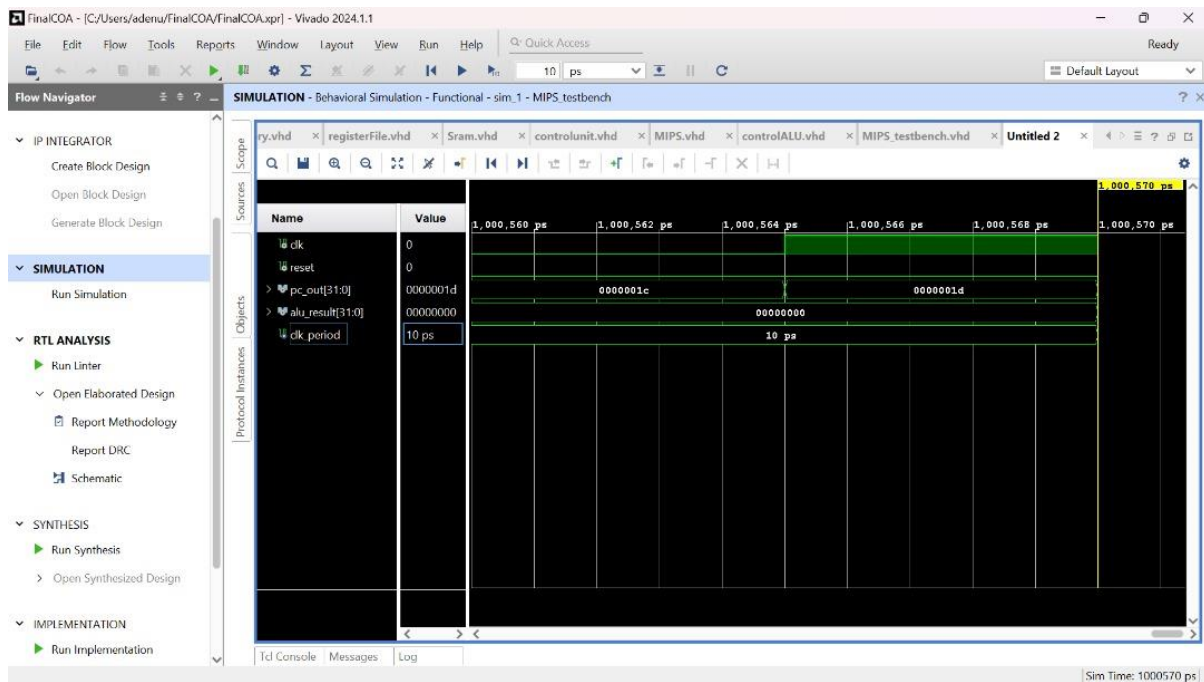 FinalCOA - [C:/Users/adenu/FinalCOA/FinalCOA.xpr] - Vivado 2024.1.1
File Edit Flow Tools Reports Window Layout View Run Help Q- Quick Access Ready
10 ps Default Layout
Flow Navigator
SIMULATION - Behavioral Simulation - Functional - sim_1 - MIPS_testbench
IP INTEGRATOR
Create Block Design
Open Block Design
Generate Block Design
SIMULATION
Run Simulation
RTL ANALYSIS
Run Linter
Open Elaborated Design
Report Methodology
Report DRC
Schematic
SYNTHESIS
Run Synthesis
Open Synthesized Design
IMPLEMENTATION
Run Implementation
Scope
Sources
Objects
Protocol Instances
ry.vhd registerFile.vhd Sram.vhd controlunit.vhd MIPS.vhd controlALU.vhd MIPS_testbench.vhd Untitled 2
1,000,570 ps
Name Value
1,000,560 ps 1,000,562 ps 1,000,564 ps 1,000,566 ps 1,000,568 ps 1,000,570 ps
clk 0
reset 0
pc_out[31:0] 0000001d 0000001c 0000001d
alu_result[31:0] 00000000 00000000
clk_period 10 ps 10 ps
Tcl Console Messages Log
Sim Time: 1000570 ps